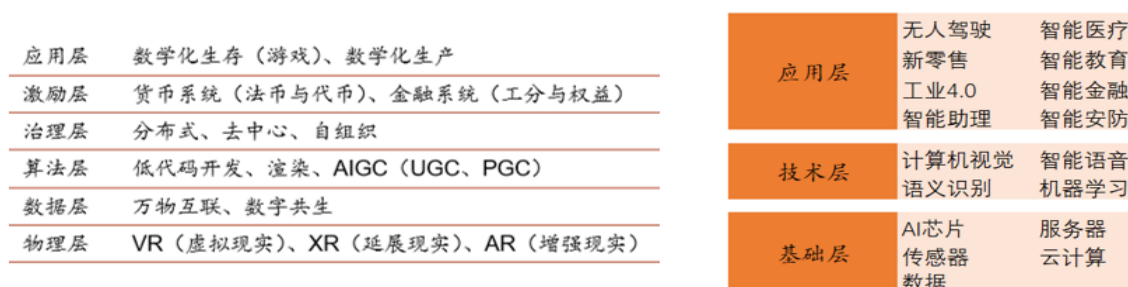 应用层 数学化生存（游戏）、数学化生产
激励层 货币系统（法币与代币）、金融系统（工分与权益）
治理层 分布式、去中心、自组织
算法层 低代码开发、渲染、AIGC（UGC、PGC）
数据层 万物互联、数字共生
物理层 VR（虚拟现实）、XR（延展现实）、AR（增强现实）
应用层
无人驾驶 智能医疗
新零售 智能教育
工业4.0 智能金融
智能助理 智能安防
技术层
计算机视觉 智能语音
语义识别 机器学习
基础层
AI芯片 服务器
传感器 云计算
数据